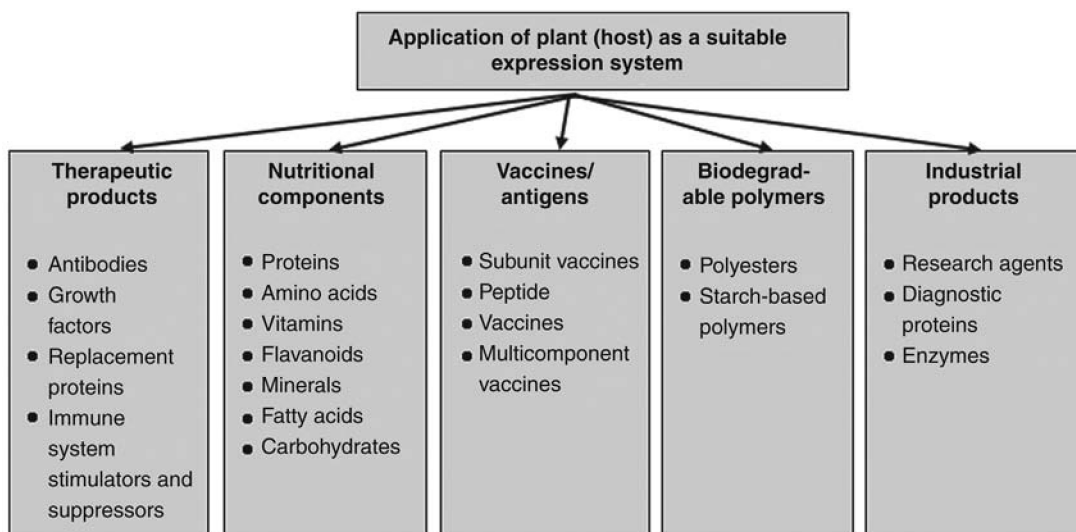 Application of plant (host) as a suitable
expression system
Therapeutic
products
● Antibodies
● Growth
factors
● Replacement
proteins
● Immune
system
stimulators and
suppressors
Nutritional
components
● Proteins
● Amino acids
● Vitamins
● Flavanoids
● Minerals
● Fatty acids
● Carbohydrates
Vaccines/
antigens
● Subunit vaccines
● Peptide
● Vaccines
● Multicomponent
vaccines
Biodegrad-
able polymers
● Polyesters
● Starch-based
polymers
Industrial
products
● Research agents
● Diagnostic
proteins
● Enzymes